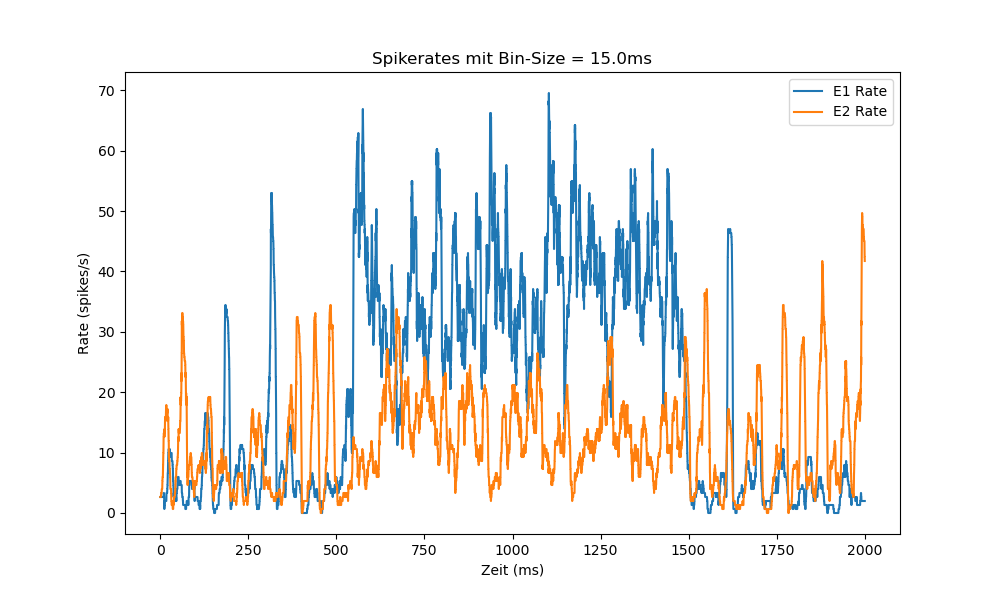 Spikerates mit Bin-Size = 15.0ms
E1 Rate
E2 Rate
Rate (spikes/s)
70
60
50
40
30
20
10
0
0 250 500 750 1000 1250 1500 1750 2000
Zeit (ms)